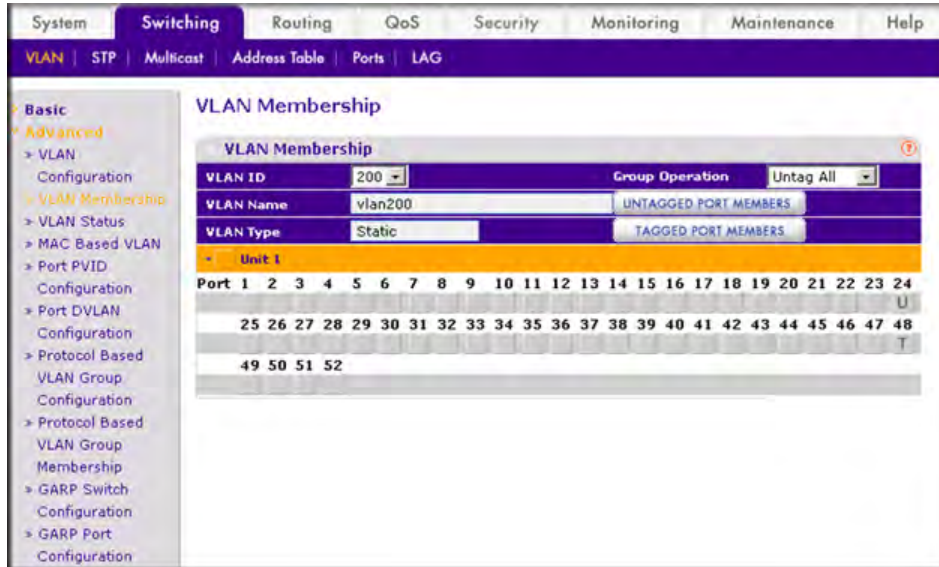 System Switching Routing QoS Security Monitoring Maintenance Help
VLAN STP Multicast Address Table Ports LAG
Basic
Advanced
» VLAN
Configuration
» VLAN Membership
» VLAN Status
» MAC Based VLAN
» Port PVID
Configuration
» Port DVLAN
Configuration
» Protocol Based
VLAN Group
Configuration
» Protocol Based
VLAN Group
Membership
» GARP Switch
Configuration
» GARP Port
Configuration
VLAN Membership
VLAN Membership ?
VLAN ID 200 Group Operation Untag All
VLAN Name vlan200 UNTAGGED PORT MEMBERS
VLAN Type Static TAGGED PORT MEMBERS
Unit 1
Port 1 2 3 4 5 6 7 8 9 10 11 12 13 14 15 16 17 18 19 20 21 22 23 24
U
25 26 27 28 29 30 31 32 33 34 35 36 37 38 39 40 41 42 43 44 45 46 47 48
T
49 50 51 52